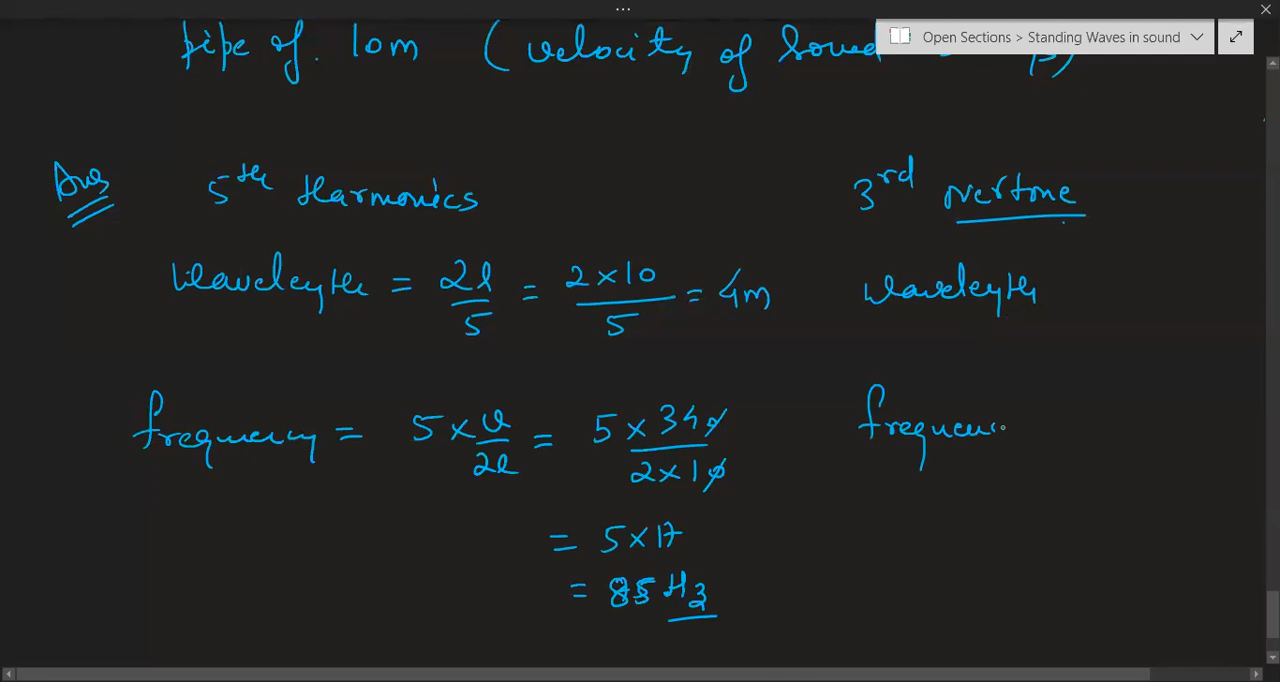 ...
Open Sections > Standing Waves in sound
pipe of. 10m (velocity of Sound
Ans 5th Harmonics 3rd overtone
wavelength = 2l/5 = 2×10/5 = 4m wavelength
frequency = 5×v/2l = 5×340/2×10 frequenc
= 5×17
= 85 Hz